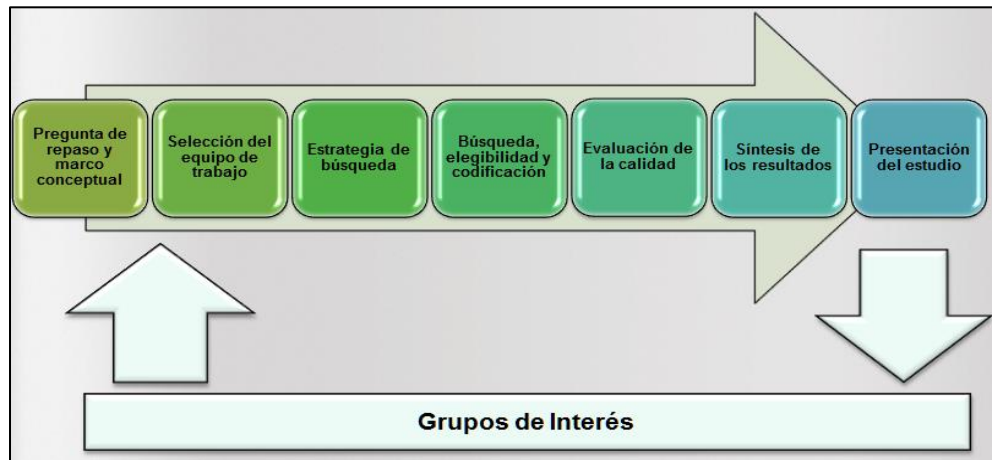 Pregunta de
repaso y
marco
conceptual
Selección del
equipo de
trabajo
Estrategia de
búsqueda
Búsqueda,
elegibilidad y
codificación
Evaluación de
la calidad
Síntesis de
los resultados
Presentación
del estudio
Grupos de Interés